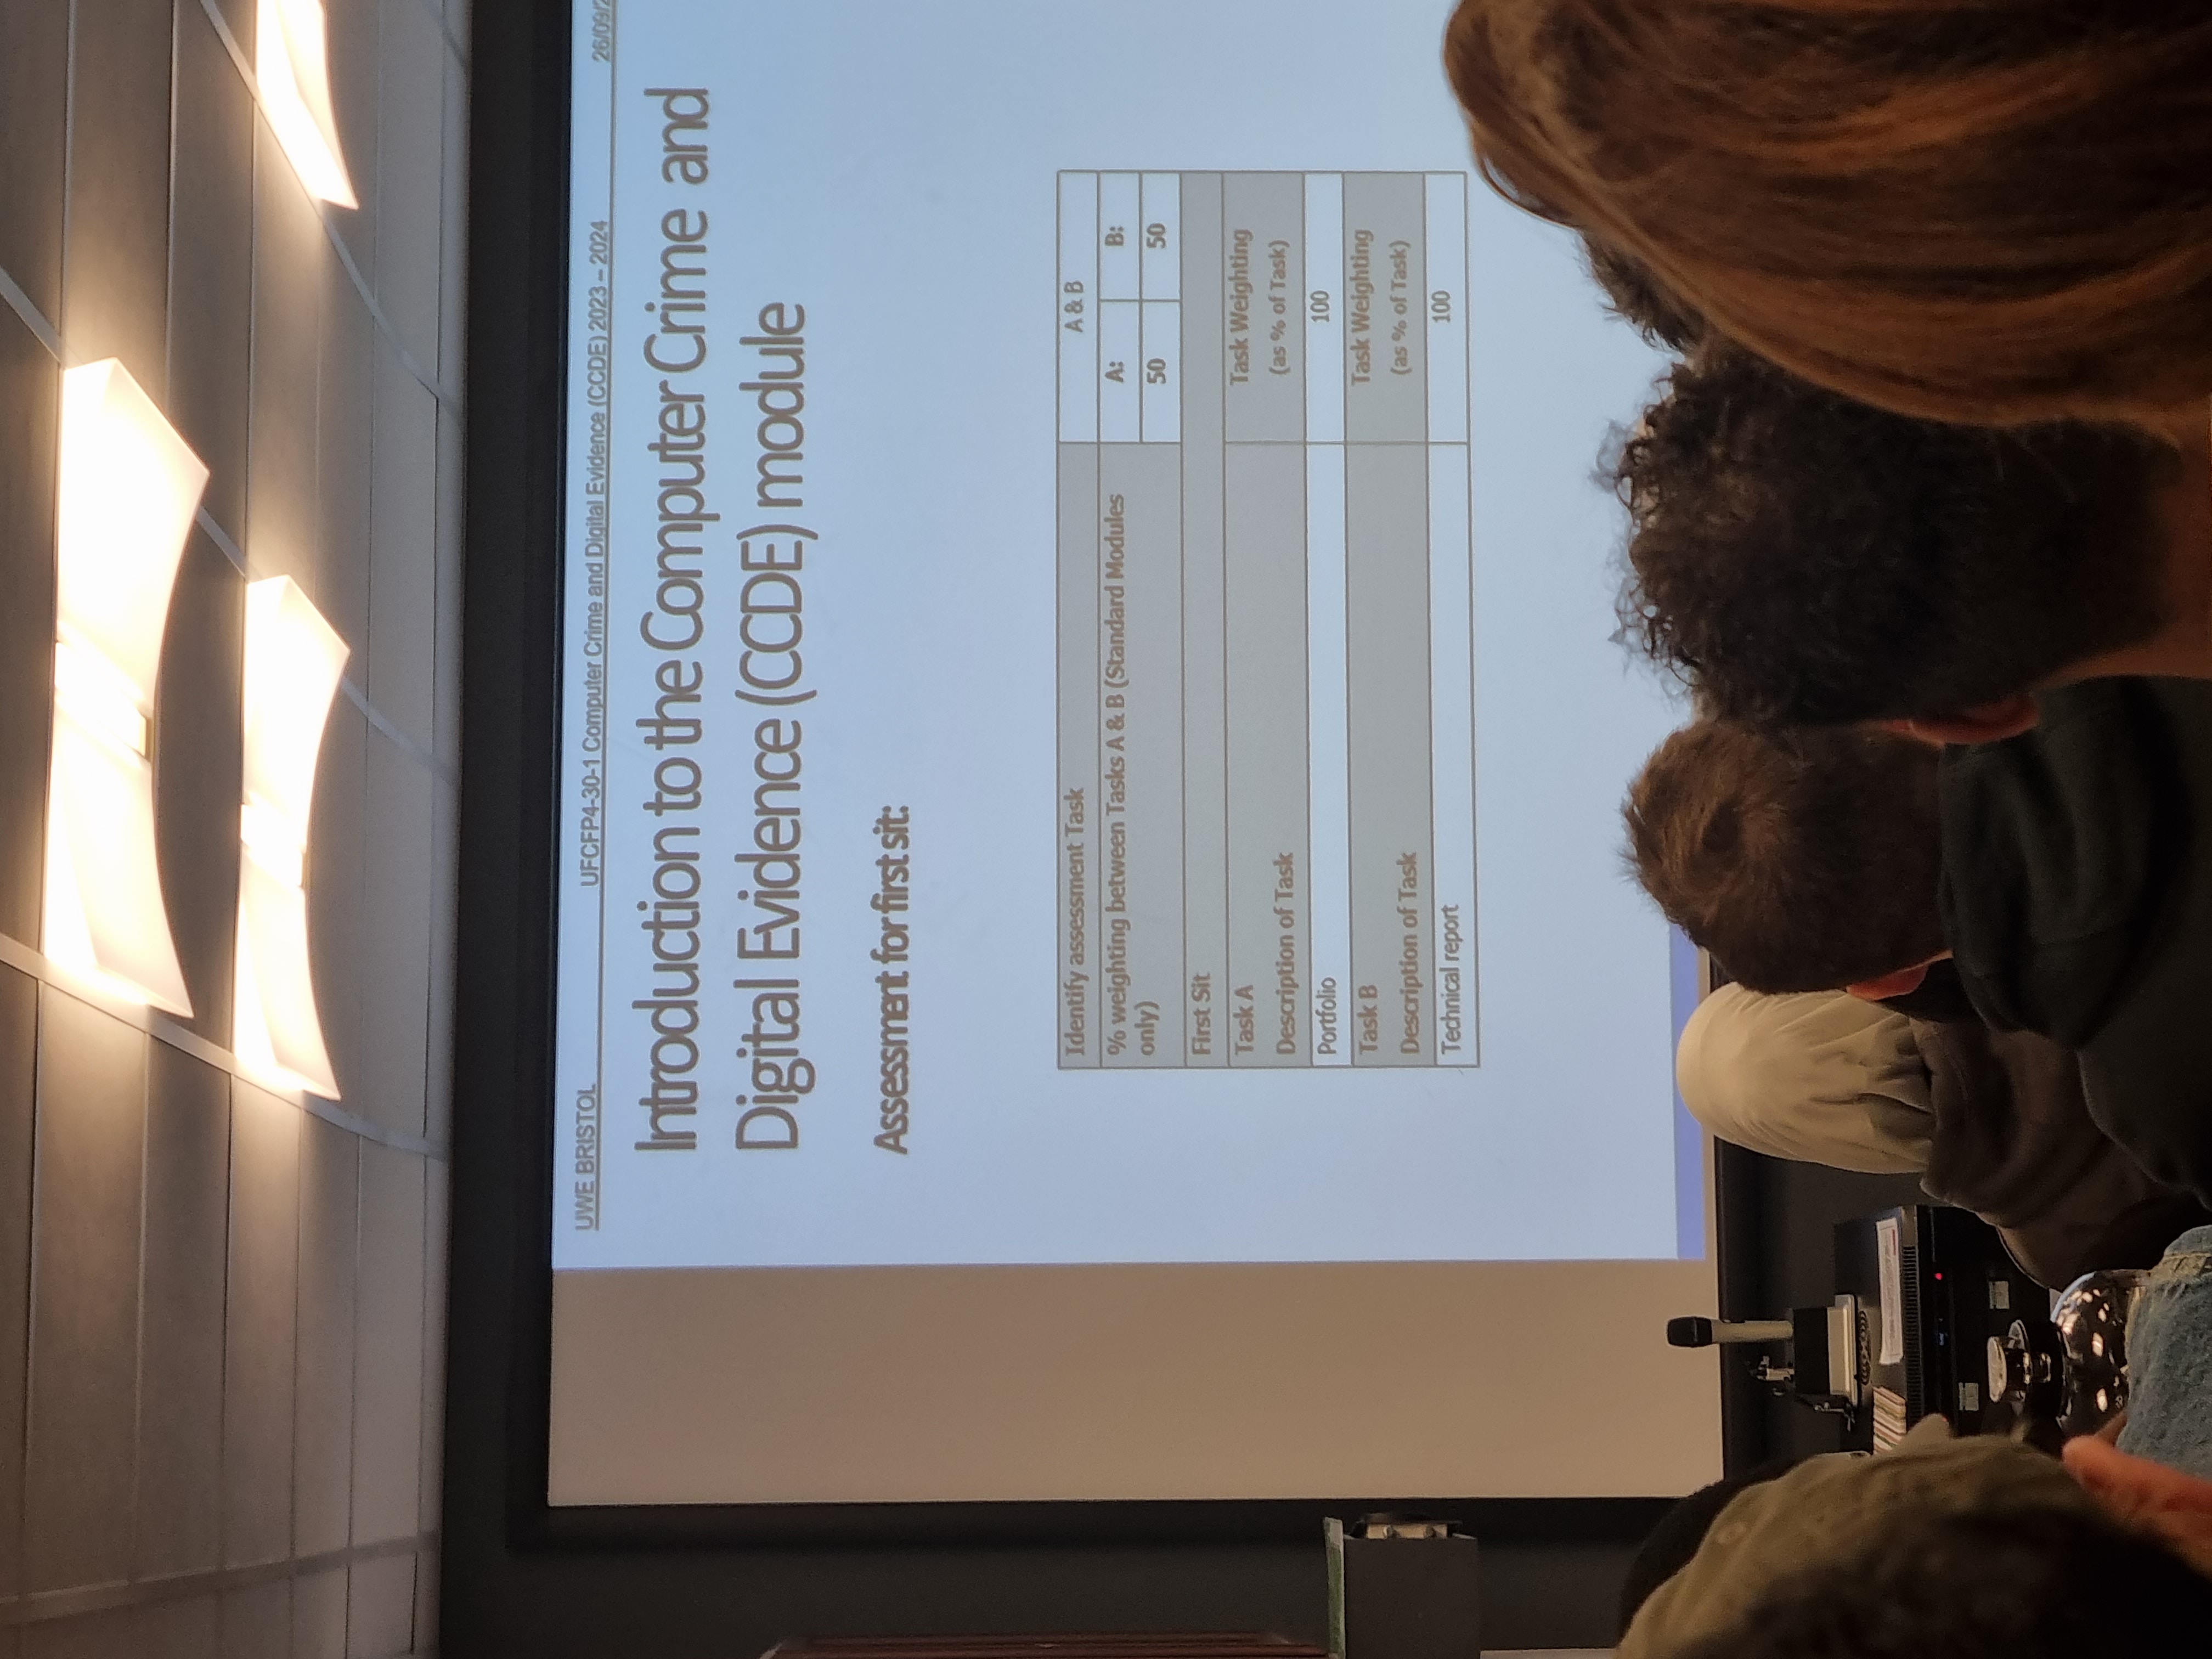 UWE BRISTOL
UFCFP4-30-1 Computer Crime and Digital Evidence (CCDE) 2023 – 2024
26/09/2
Introduction to the Computer Crime and
Digital Evidence (CCDE) module
Assessment for first sit:
Identify assessment Task
A & B
% weighting between Tasks A & B (Standard Modules
only)
A:
B:
50
50
First Sit
Task A
Task Weighting
Description of Task
(as % of Task)
Portfolio
100
Task B
Task Weighting
Description of Task
(as % of Task)
Technical report
100